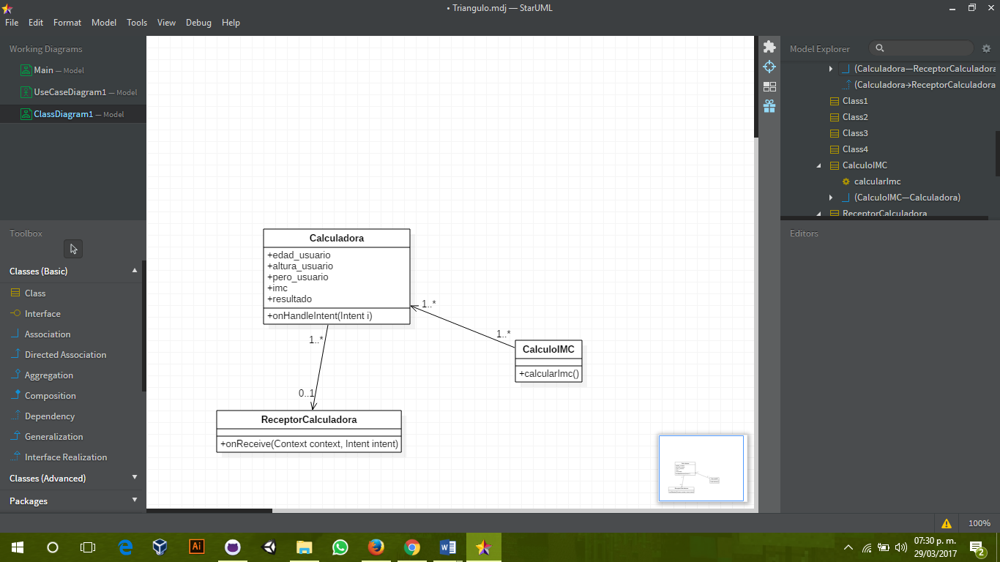 • Triangulo.mdj — StarUML
File Edit Format Model Tools View Debug Help
Working Diagrams
Main — Model
UseCaseDiagram1 — Model
ClassDiagram1 — Model
Toolbox
Classes (Basic)
Class
Interface
Association
Directed Association
Aggregation
Composition
Dependency
Generalization
Interface Realization
Classes (Advanced)
Packages
Calculadora
+edad_usuario
+altura_usuario
+pero_usuario
+imc
+resultado
+onHandleIntent(Intent i)
1..*
1..*
CalculoIMC
+calcularImc()
1..*
0..1
ReceptorCalculadora
+onReceive(Context context, Intent intent)
Model Explorer
(Calculadora—ReceptorCalculadora
(Calculadora→ReceptorCalculadora
Class1
Class2
Class3
Class4
CalculoIMC
calcularImc
(CalculoIMC—Calculadora)
ReceptorCalculadora
Editors
100%
Ai
07:30 p. m.
29/03/2017
2